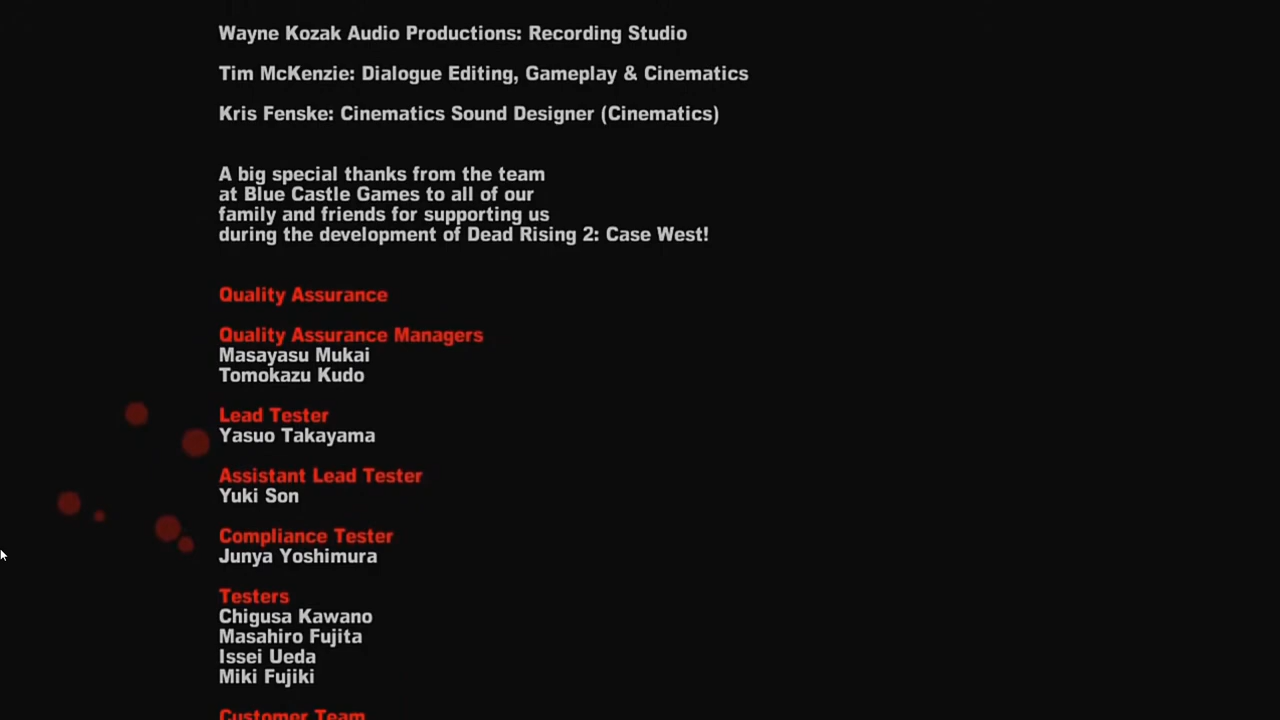 Wayne Kozak Audio Productions: Recording Studio
Tim McKenzie: Dialogue Editing, Gameplay & Cinematics
Kris Fenske: Cinematics Sound Designer (Cinematics)
A big special thanks from the team
at Blue Castle Games to all of our
family and friends for supporting us
during the development of Dead Rising 2: Case West!
Quality Assurance
Quality Assurance Managers
Masayasu Mukai
Tomokazu Kudo
Lead Tester
Yasuo Takayama
Assistant Lead Tester
Yuki Son
Compliance Tester
Junya Yoshimura
Testers
Chigusa Kawano
Masahiro Fujita
Issei Ueda
Miki Fujiki
Customer Team